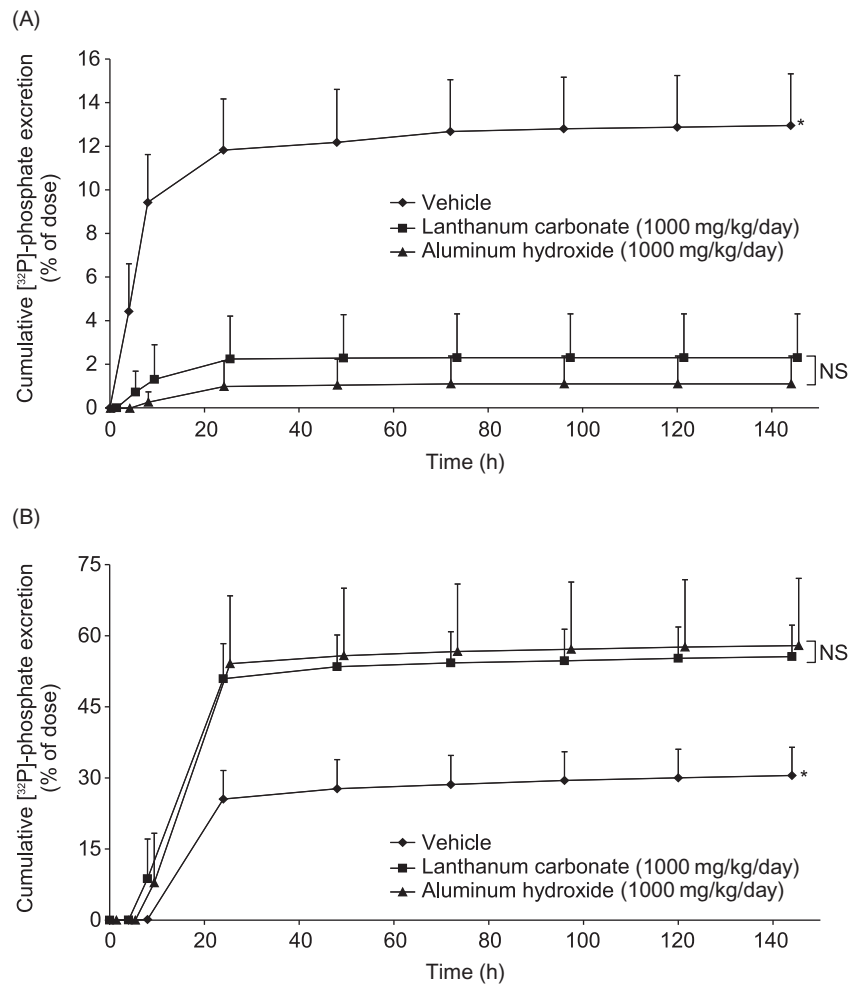 (A)
Cumulative [³²P]-phosphate excretion
(% of dose)
16
14
12
10
8
6
4
2
0
*
Vehicle
Lanthanum carbonate (1000 mg/kg/day)
Aluminum hydroxide (1000 mg/kg/day)
NS
0 20 40 60 80 100 120 140
Time (h)
(B)
Cumulative [³²P]-phosphate excretion
(% of dose)
75
60
45
30
15
0
NS
*
Vehicle
Lanthanum carbonate (1000 mg/kg/day)
Aluminum hydroxide (1000 mg/kg/day)
0 20 40 60 80 100 120 140
Time (h)